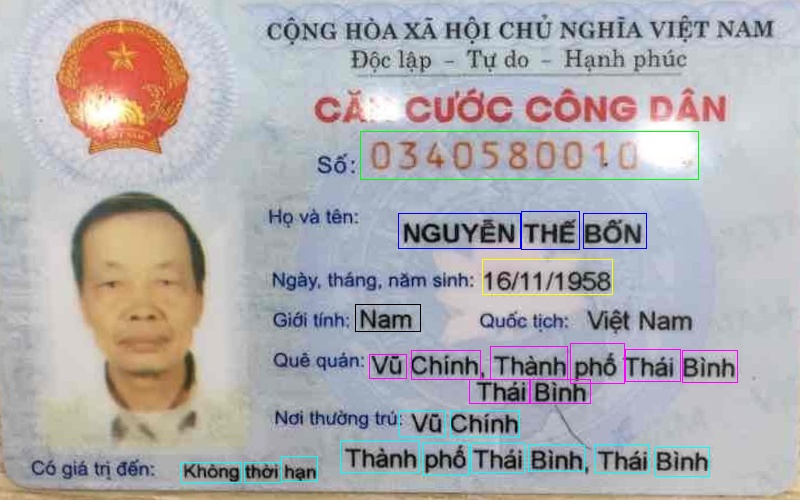 CỘNG HÒA XÃ HỘI CHỦ NGHĨA VIỆT NAM
Độc lập - Tự do - Hạnh phúc
CĂN CƯỚC CÔNG DÂN
Số: 0340580010
Họ và tên: NGUYỄN THẾ BỐN
Ngày, tháng, năm sinh: 16/11/1958
Giới tính: Nam Quốc tịch: Việt Nam
Quê quán: Vũ Chính, Thành phố Thái Bình
Thái Bình
Nơi thường trú: Vũ Chính
Thành phố Thái Bình, Thái Bình
Có giá trị đến: Không thời hạn